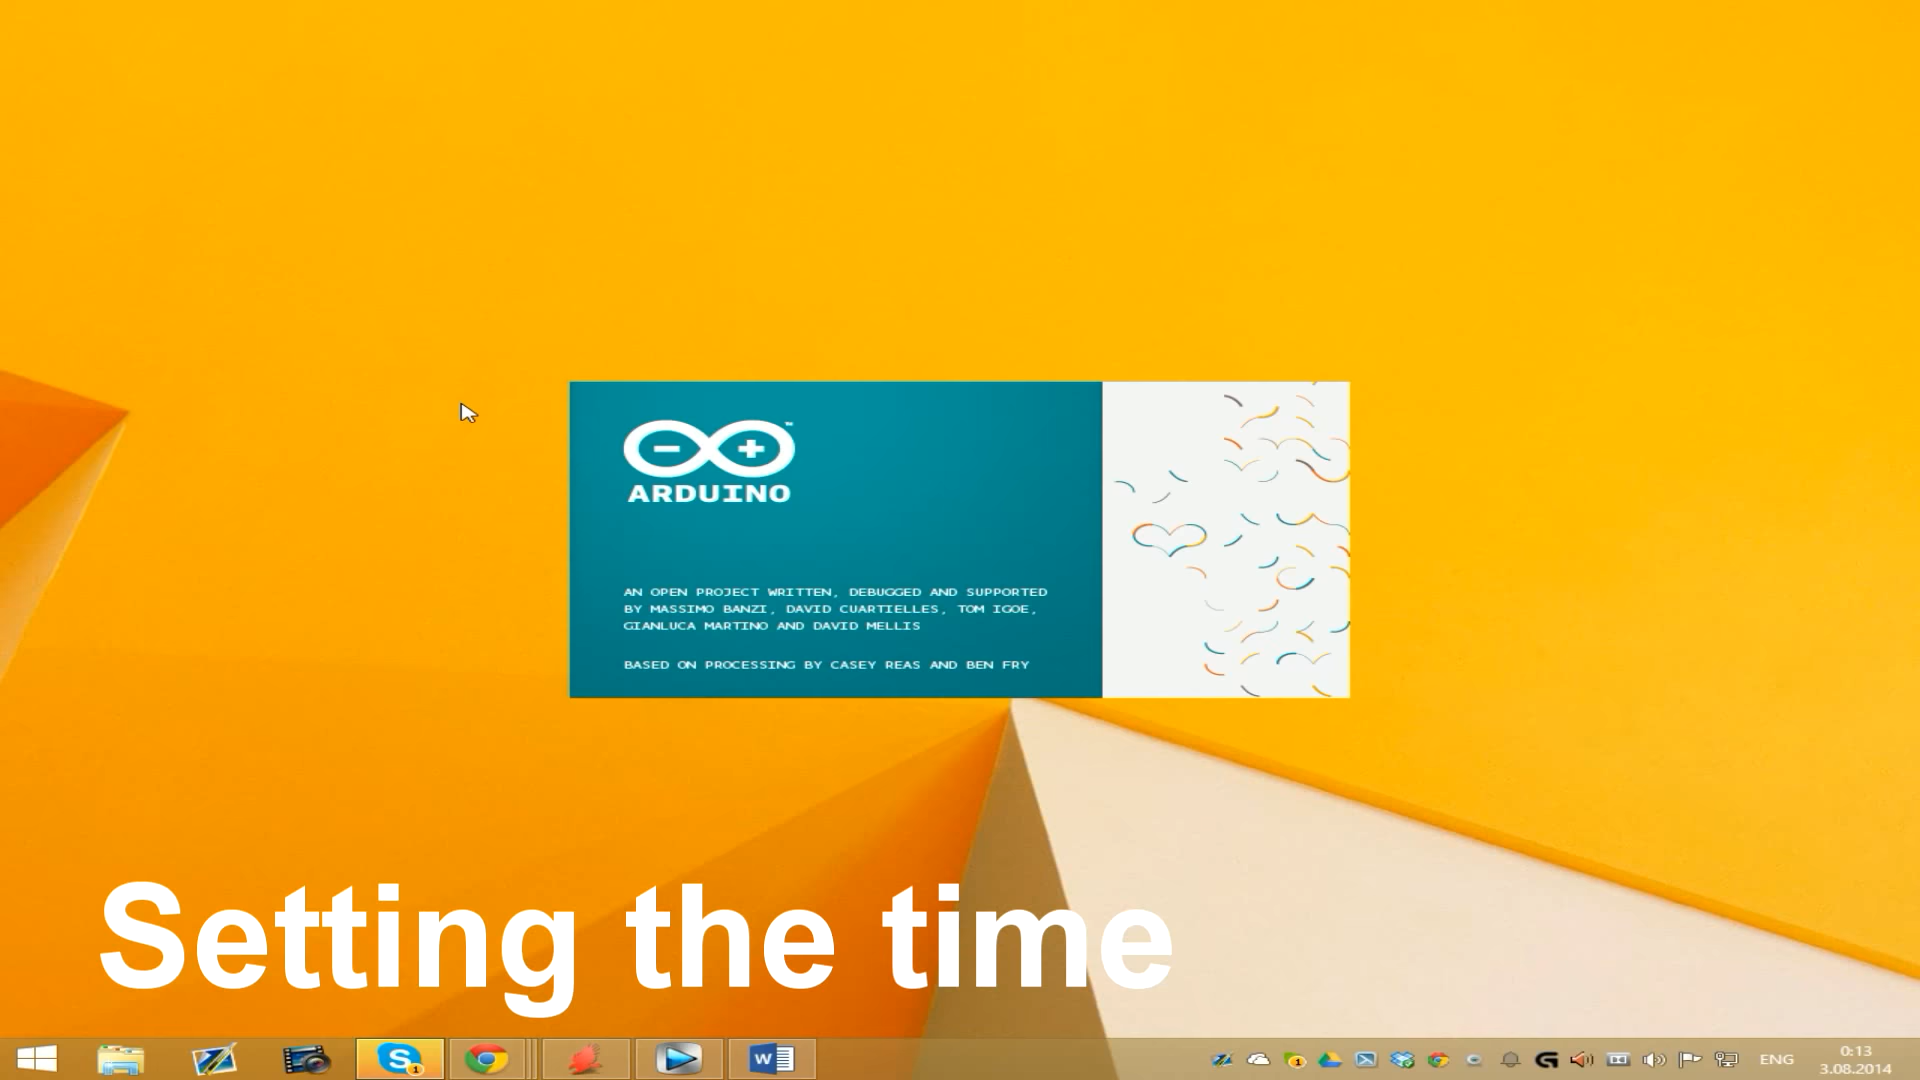 ARDUINO
AN OPEN PROJECT WRITTEN, DEBUGGED AND SUPPORTED
BY MASSIMO BANZI, DAVID CUARTIELLES, TOM IGOE,
GIANLUCA MARTINO AND DAVID MELLIS
BASED ON PROCESSING BY CASEY REAS AND BEN FRY
Setting the time
ENG
0:13
3.08.2014